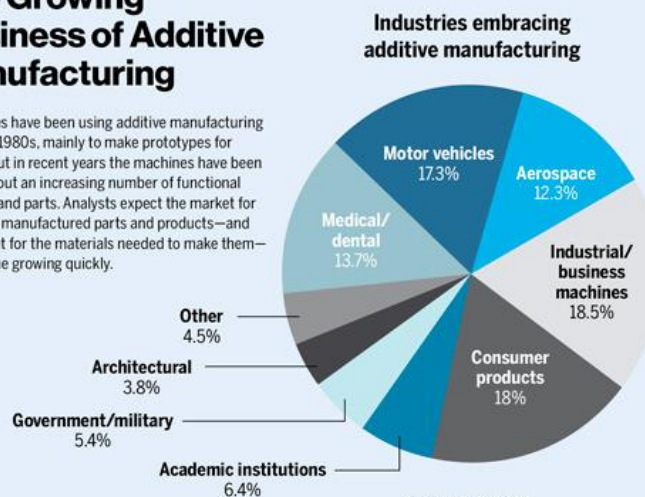 Growing
iness of Additive
nufacturing
s have been using additive manufacturing
1980s, mainly to make prototypes for
ut in recent years the machines have been
out an increasing number of functional
and parts. Analysts expect the market for
manufactured parts and products—and
t for the materials needed to make them—
e growing quickly.
Industries embracing
additive manufacturing
Motor vehicles
17.3%
Aerospace
12.3%
Industrial/
business
machines
18.5%
Consumer
products
18%
Academic institutions
6.4%
Government/military
5.4%
Architectural
3.8%
Other
4.5%
Medical/
dental
13.7%